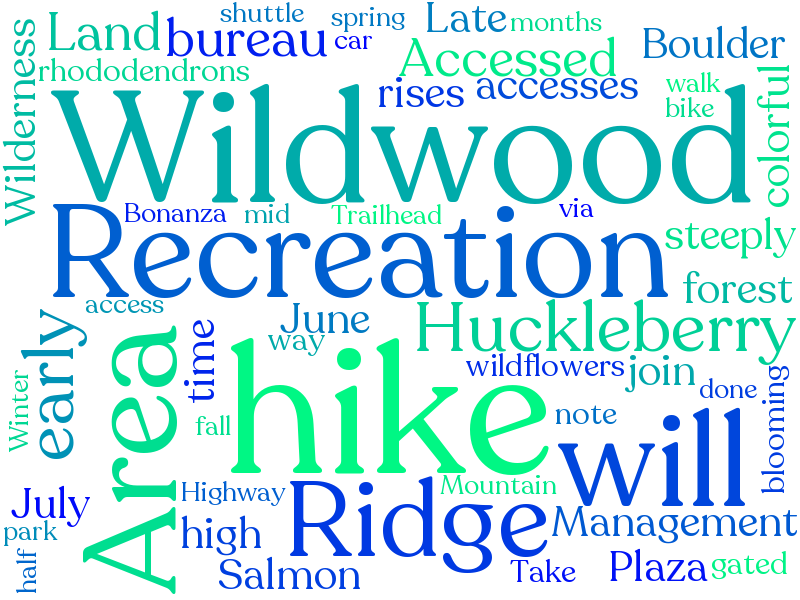 shuttle
spring
Late
months
Land
bureau
car
Accessed
Boulder
rhododendrons
rises
accesses
walk
bike
colorful
Wilderness
Wildwood
Bonanza
mid
Trailhead
via
Recreation
steeply
forest
access
June
way
Huckleberry
early
time
Area
hike
wildflowers
join
done
blooming
Winter
fall
note
will
July
Highway
Mountain
park
high
Ridge
Management
half
Salmon
Take
Plaza
gated